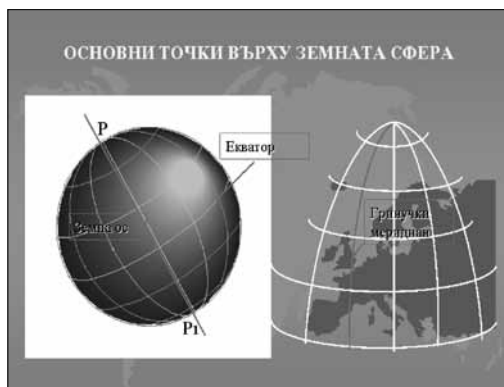 ОСНОВНИ ТОЧКИ ВЪРХУ ЗЕМНАТА СФЕРА
P
Екватор
Земна ос
Гринучки
меридиан
P1